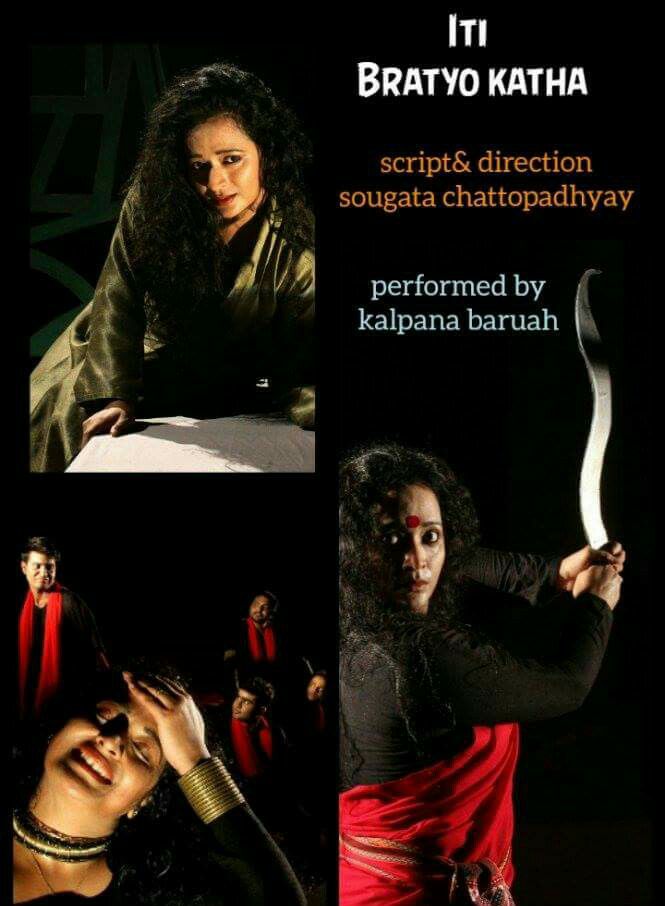 ITI
BRATYO KATHA
script& direction
sougata chattopadhyay
performed by
kalpana baruah